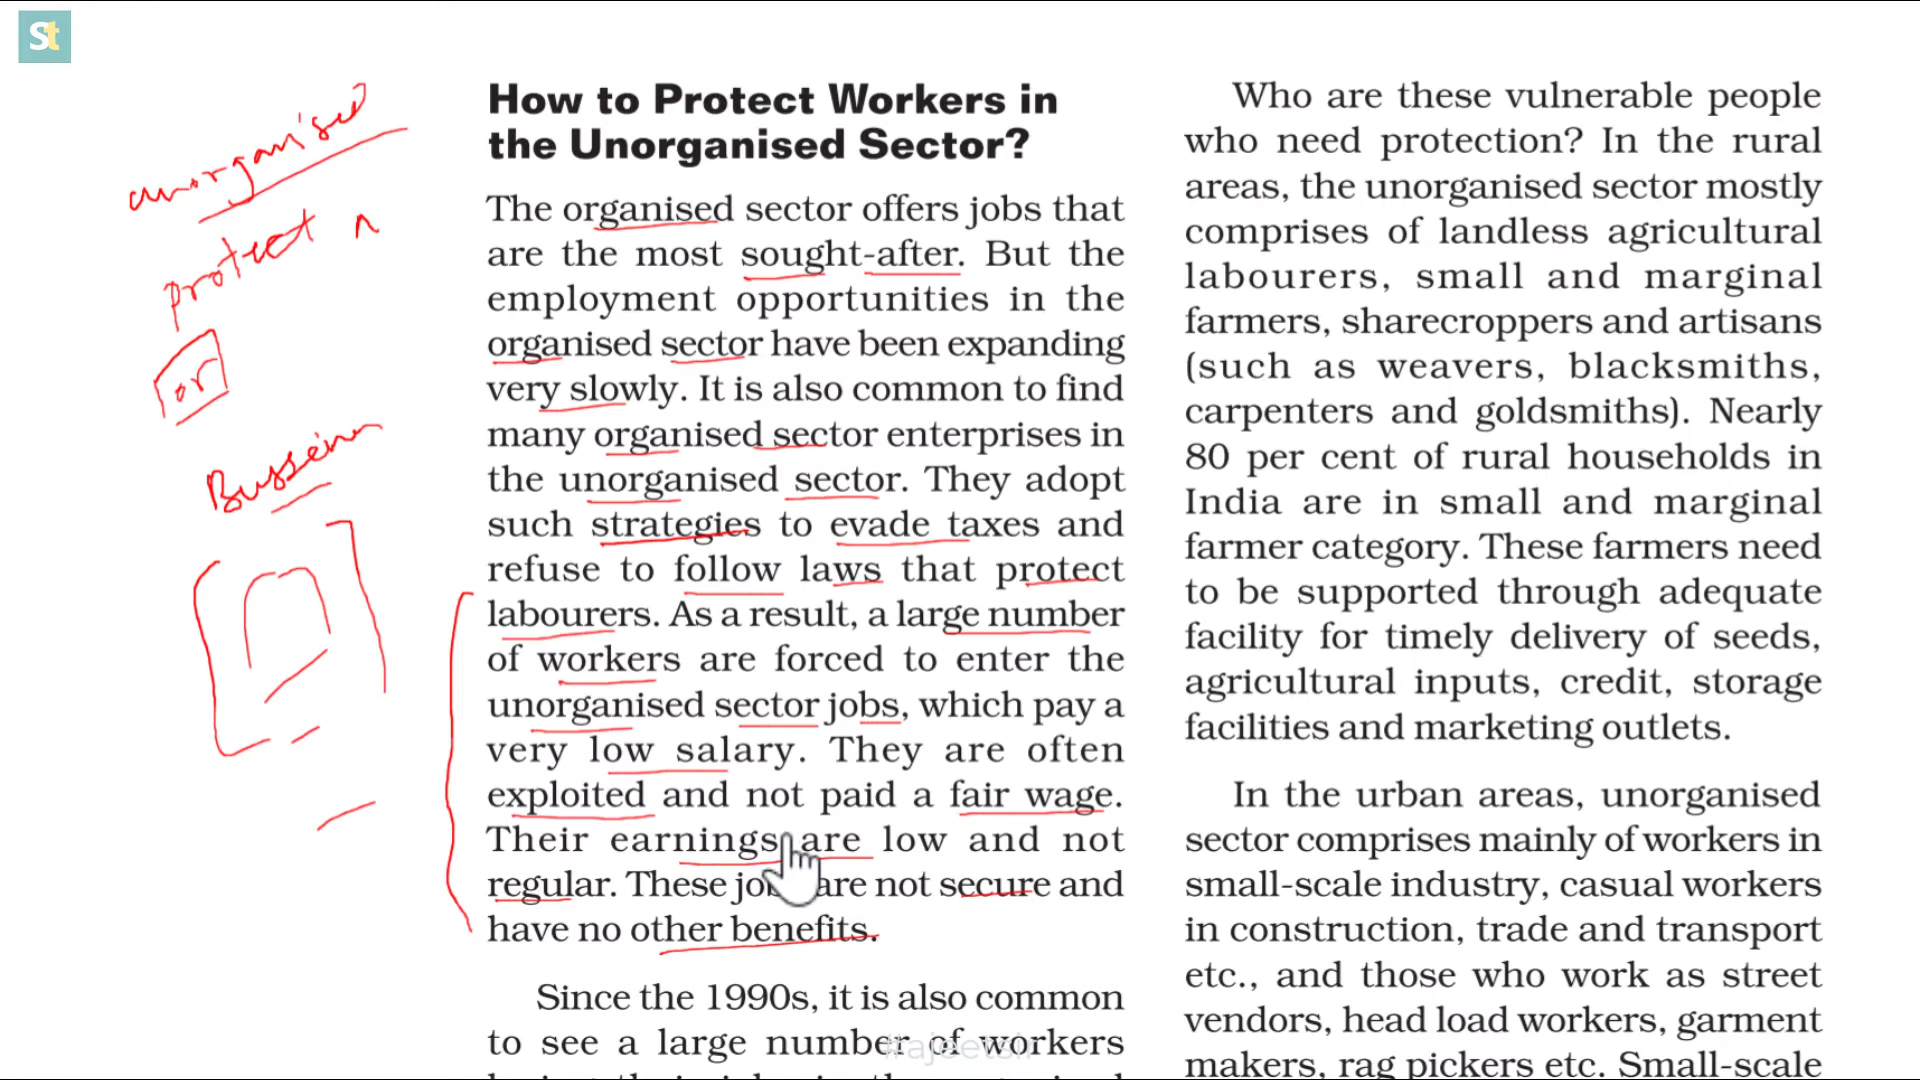 St
unorganised
protect
or
How to Protect Workers in
the Unorganised Sector?
The organised sector offers jobs that
are the most sought-after. But the
employment opportunities in the
organised sector have been expanding
very slowly. It is also common to find
many organised sector enterprises in
the unorganised sector. They adopt
such strategies to evade taxes and
refuse to follow laws that protect
labourers. As a result, a large number
of workers are forced to enter the
unorganised sector jobs, which pay a
very low salary. They are often
exploited and not paid a fair wage.
Their earnings are low and not
regular. These are not secure and
have no other benefits.
Since the 1990s, it is also common
to see a large number of workers
#ajeetsir
Who are these vulnerable people
who need protection? In the rural
areas, the unorganised sector mostly
comprises of landless agricultural
labourers, small and marginal
farmers, sharecroppers and artisans
(such as weavers, blacksmiths,
carpenters and goldsmiths). Nearly
80 per cent of rural households in
India are in small and marginal
farmer category. These farmers need
to be supported through adequate
facility for timely delivery of seeds,
agricultural inputs, credit, storage
facilities and marketing outlets.
In the urban areas, unorganised
sector comprises mainly of workers in
small-scale industry, casual workers
in construction, trade and transport
etc., and those who work as street
vendors, head load workers, garment
makers, rag pickers etc. Small-scale